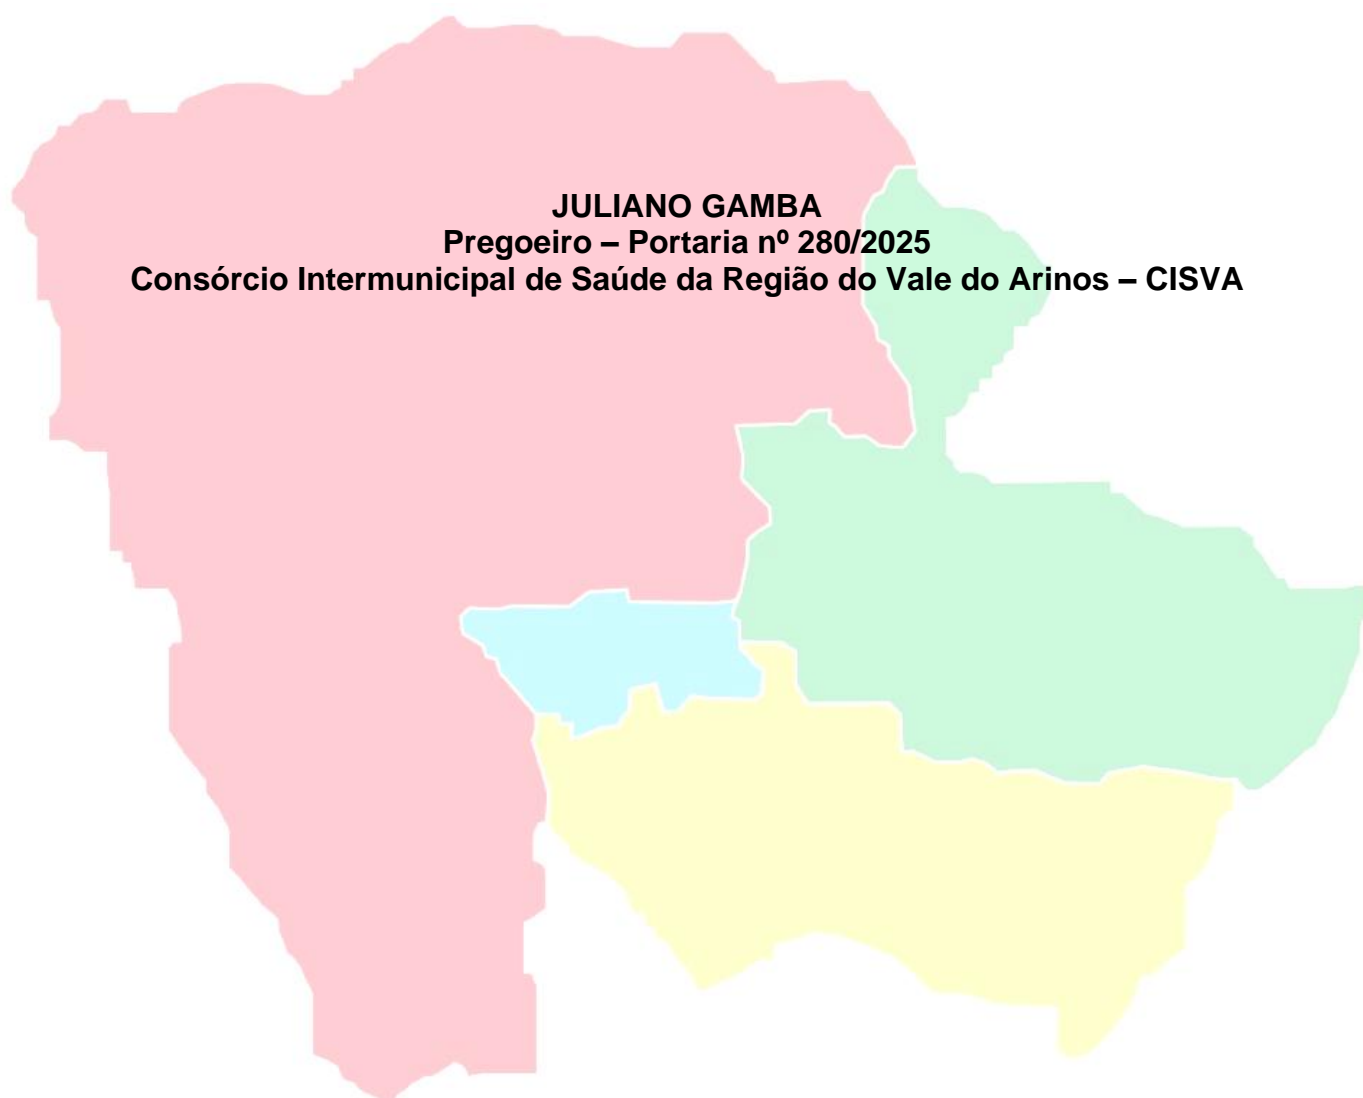 JULIANO GAMBA
Pregoeiro – Portaria nº 280/2025
Consórcio Intermunicipal de Saúde da Região do Vale do Arinos – CISVA